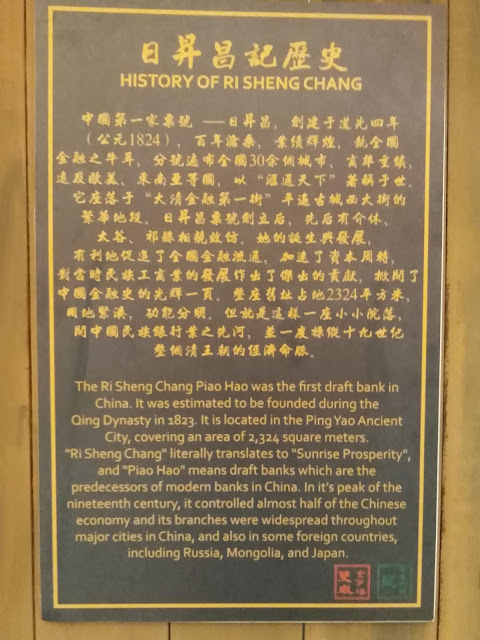 日昇昌記歷史
HISTORY OF RI SHENG CHANG
中國第一家票號 ——日昇昌，創建于道光四年
（公元1824），百年滄桑，業績輝煌，執全國
金融之牛耳，分號遍布全國30余個城市、商埠重鎮，
遠及歐美、東南亞等國，以“滙通天下”著稱于世。
它座落于“大清金融第一街”平遥古城西大街的
繁華地段。日昇昌票號創立后，先后有介休、
太谷、祁縣相競效仿。她的誕生與發展，
有利地促進了全國金融流通，加速了資本周轉，
對當時民族工商業的發展作出了傑出的貢獻，掀開了
中國金融史的光輝一頁。整座舊址占地2324平方米，
用地緊湊，功能分明。但就是這樣一座小小院落，
開中國民族銀行業之先河，並一度操縱十九世紀
整個清王朝的經濟命脈。
The Ri Sheng Chang Piao Hao was the first draft bank in
China. It was estimated to be founded during the
Qing Dynasty in 1823. It is located in the Ping Yao Ancient
City, covering an area of 2,324 square meters.
"Ri Sheng Chang" literally translates to "Sunrise Prosperity",
and "Piao Hao" means draft banks which are the
predecessors of modern banks in China. In it's peak of the
nineteenth century, it controlled almost half of the Chinese
economy and its branches were widespread throughout
major cities in China, and also in some foreign countries,
including Russia, Mongolia, and Japan.